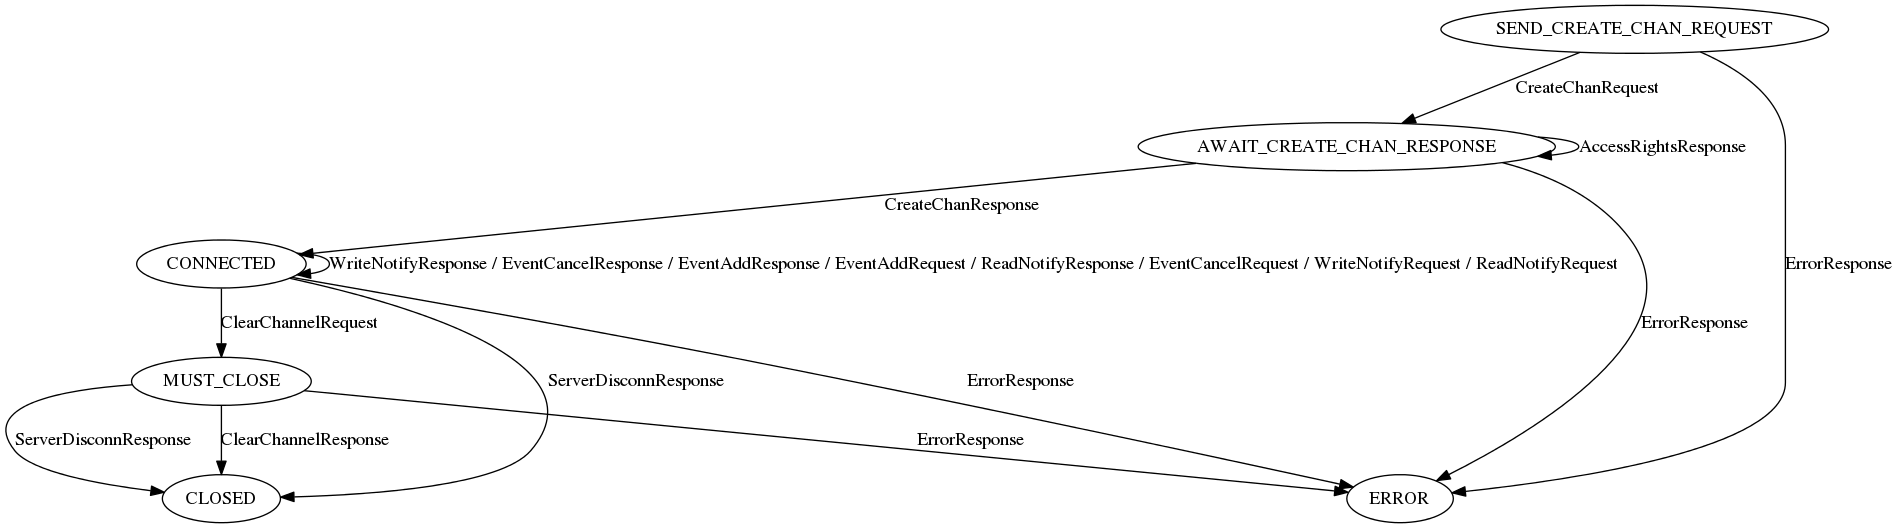 SEND_CREATE_CHAN_REQUEST
CreateChanRequest
AWAIT_CREATE_CHAN_RESPONSE
AccessRightsResponse
CreateChanResponse
CONNECTED
WriteNotifyResponse / EventCancelResponse / EventAddResponse / EventAddRequest / ReadNotifyResponse / EventCancelRequest / WriteNotifyRequest / ReadNotifyRequest
ErrorResponse
ClearChannelRequest
ErrorResponse
MUST_CLOSE
ServerDisconnResponse
ErrorResponse
ServerDisconnResponse
ClearChannelResponse
ErrorResponse
CLOSED
ERROR